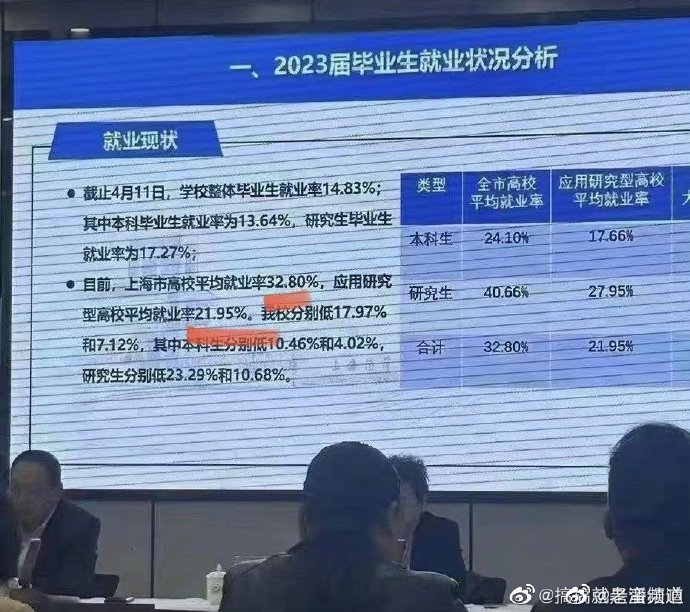 一、2023届毕业生就业状况分析
就业现状
● 截止4月11日，学校整体毕业生就业率14.83%；
其中本科毕业生就业率为13.64%，研究生毕业生
就业率为17.27%；
● 目前，上海市高校平均就业率32.80%，应用研究
型高校平均就业率21.95%。我校分别低17.97%
和7.12%，其中本科生分别低10.46%和4.02%，
研究生分别低23.29%和10.68%。
类型 全市高校 应用研究型高校
平均就业率 平均就业率
本科生 24.10% 17.66%
研究生 40.66% 27.95%
合计 32.80% 21.95%